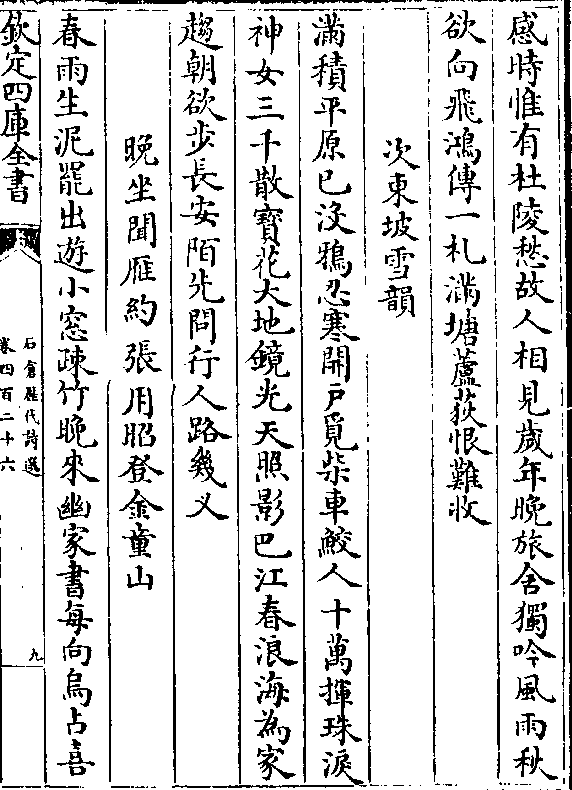 感時惟有杜陵愁故人相見歲年晚旅舍獨吟風雨秋
欲向飛鴻傳一札滿塘蘆荻恨難收
次東坡雪韻
滿積平原已沒鴉忍寒開戶覓柴車鮫人十萬揮珠淚
神女三千散寶花大地鏡光天照影巴江春浪海為家
趨朝欲步長安陌先問行人路幾叉
晚坐聞雁約張用昭登金童山
春雨生泥罷出遊小窓疎竹晚來幽家書每向烏占喜
欽定四庫全書
石倉歷代詩選
卷四百二十六
九